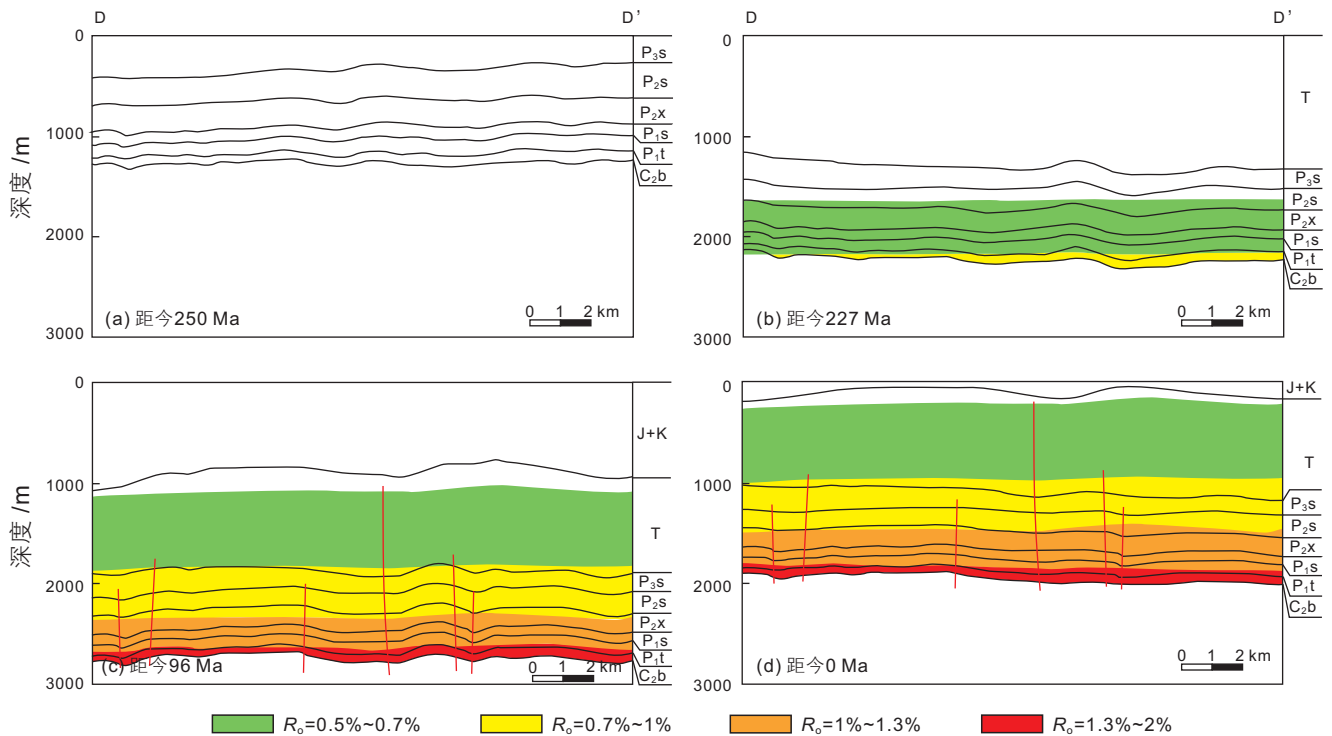 D D'
0
1000
2000
3000
深度 /m
P₃s
P₂s
P₂x
P₁s
P₁t
C₂b
(a) 距今250 Ma
0 1 2 km
D D'
0
1000
2000
3000
T
P₃s
P₂s
P₂x
P₁s
P₁t
C₂b
(b) 距今227 Ma
0 1 2 km
0
1000
2000
3000
深度 /m
J+K
T
P₃s
P₂s
P₂x
P₁s
P₁t
C₂b
(c) 距今96 Ma
0 1 2 km
0
1000
2000
3000
J+K
T
P₃s
P₂s
P₂x
P₁s
P₁t
C₂b
(d) 距今0 Ma
0 1 2 km
Rₒ=0.5%~0.7% Rₒ=0.7%~1% Rₒ=1%~1.3% Rₒ=1.3%~2%